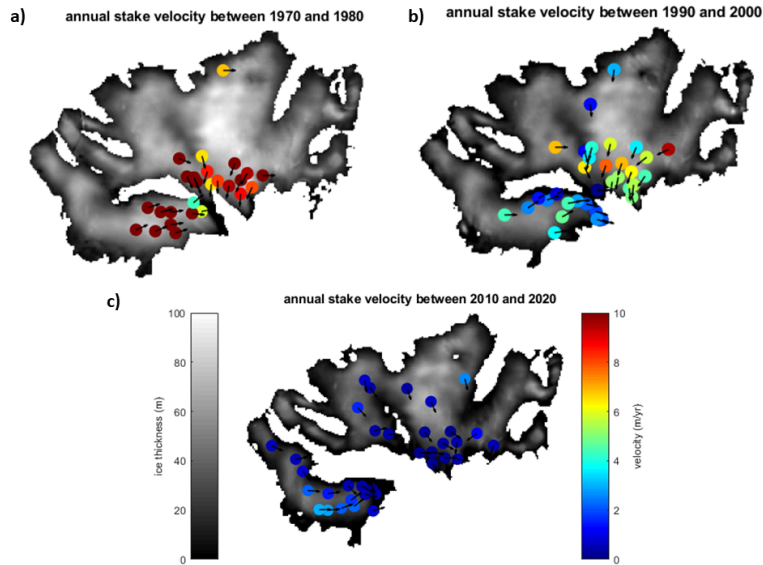 a)
annual stake velocity between 1970 and 1980
b)
annual stake velocity between 1990 and 2000
c)
annual stake velocity between 2010 and 2020
100
80
60
40
20
0
ice thickness (m)
10
8
6
4
2
0
velocity (m/yr)